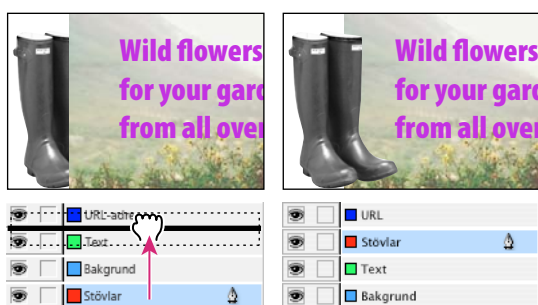 Wild flowers
for your gard
from all over
Wild flowers
for your gard
from all over
URL-adre
Text
Bakgrund
Stövlar
URL
Stövlar
Text
Bakgrund